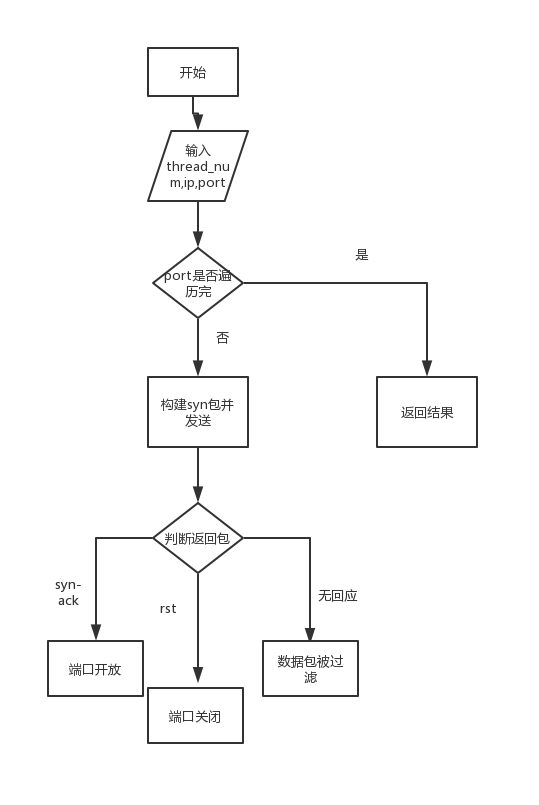 开始
输入
thread_nu
m,ip,port
port是否遍
历完
是
否
构建syn包并
发送
返回结果
判断返回包
syn-
ack
rst
无回应
端口开放
数据包被过
滤
端口关闭